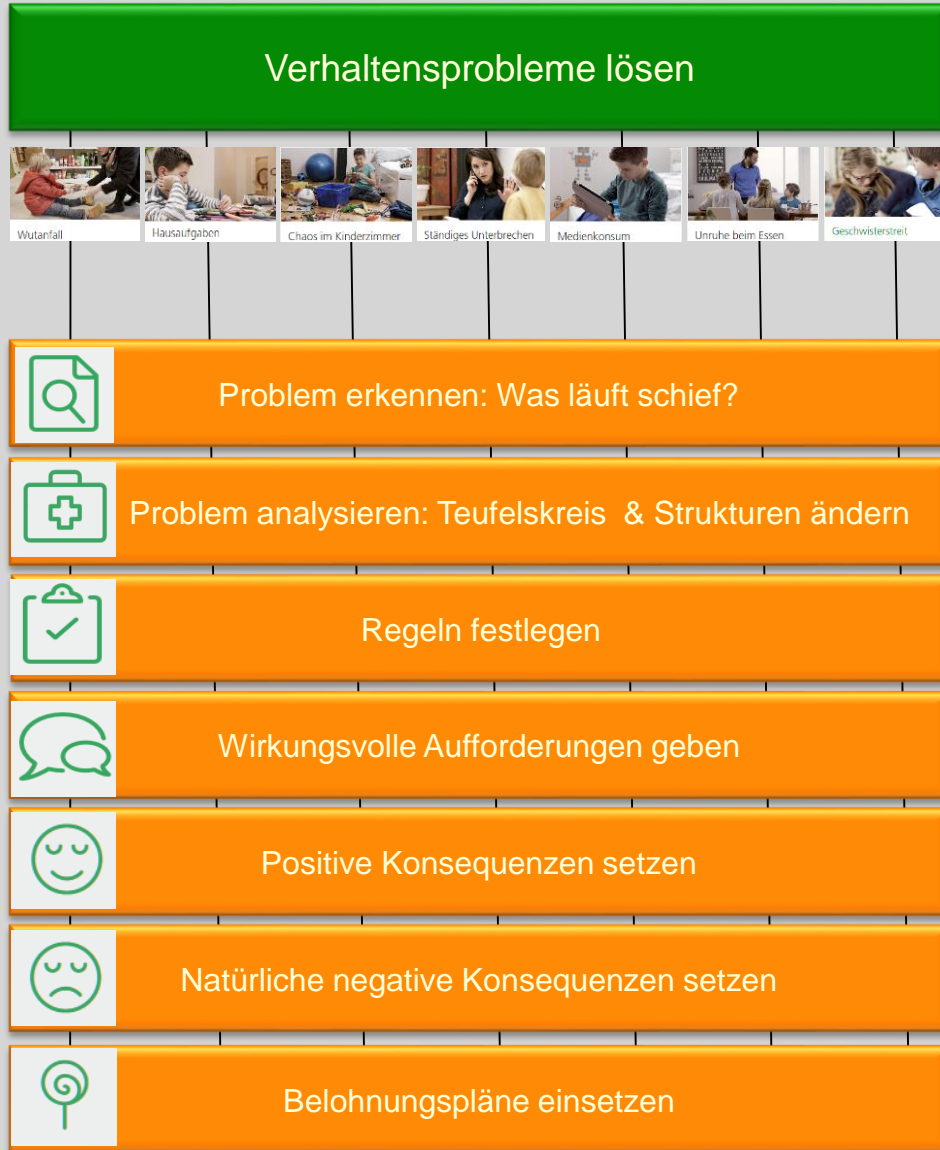 Verhaltensprobleme lösen
Wutanfall
Hausaufgaben
Chaos im Kinderzimmer
Ständiges Unterbrechen
Medienkonsum
Unruhe beim Essen
Geschwisterstreit
Problem erkennen: Was läuft schief?
Problem analysieren: Teufelskreis & Strukturen ändern
Regeln festlegen
Wirkungsvolle Aufforderungen geben
Positive Konsequenzen setzen
Natürliche negative Konsequenzen setzen
Belohnungspläne einsetzen